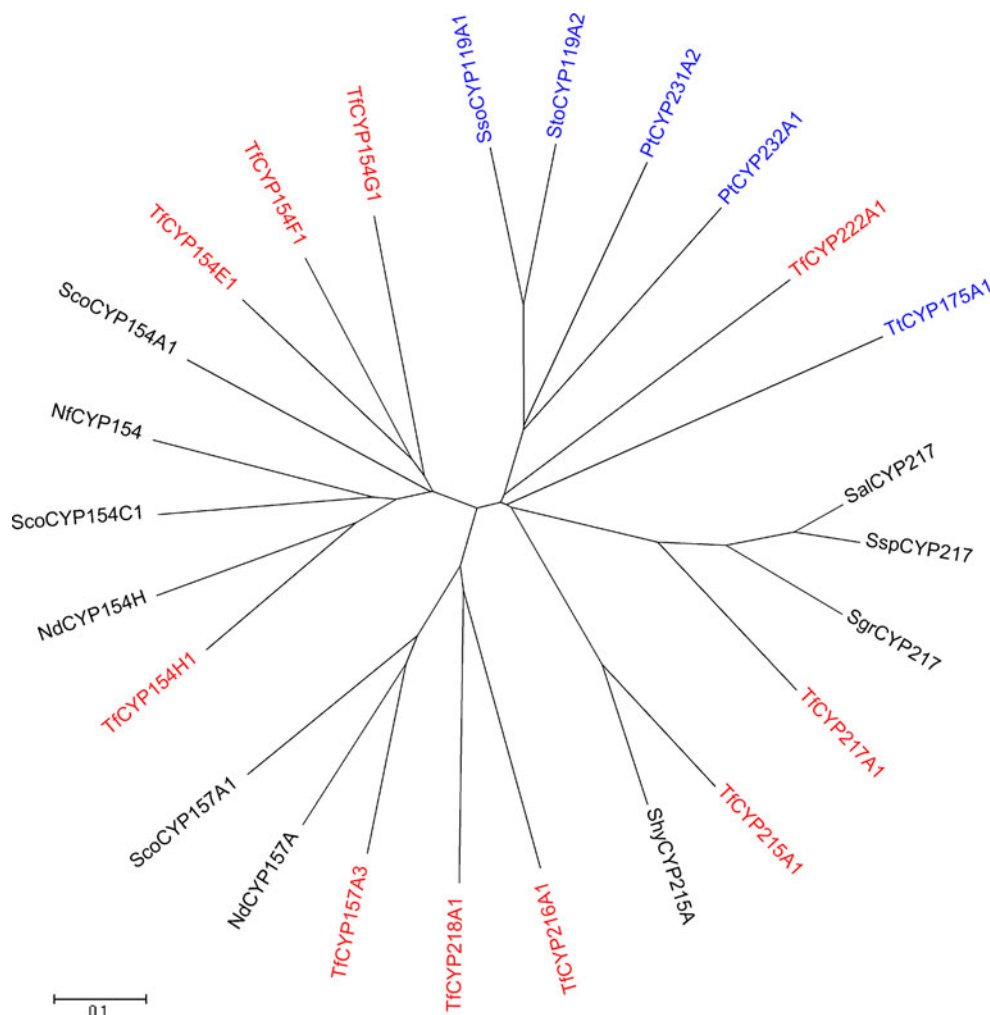 SsoCYP119A1
StoCYP119A2
PtCYP231A2
PtCYP232A1
TfCYP222A1
TtCYP175A1
SalCYP217
SspCYP217
SgrCYP217
TfCYP217A1
TfCYP215A1
ShyCYP215A
TfCYP216A1
TfCYP218A1
TfCYP157A3
NdCYP157A
ScoCYP157A1
TfCYP154H1
NdCYP154H
ScoCYP154C1
NfCYP154
ScoCYP154A1
TfCYP154E1
TfCYP154F1
TfCYP154G1
0.1